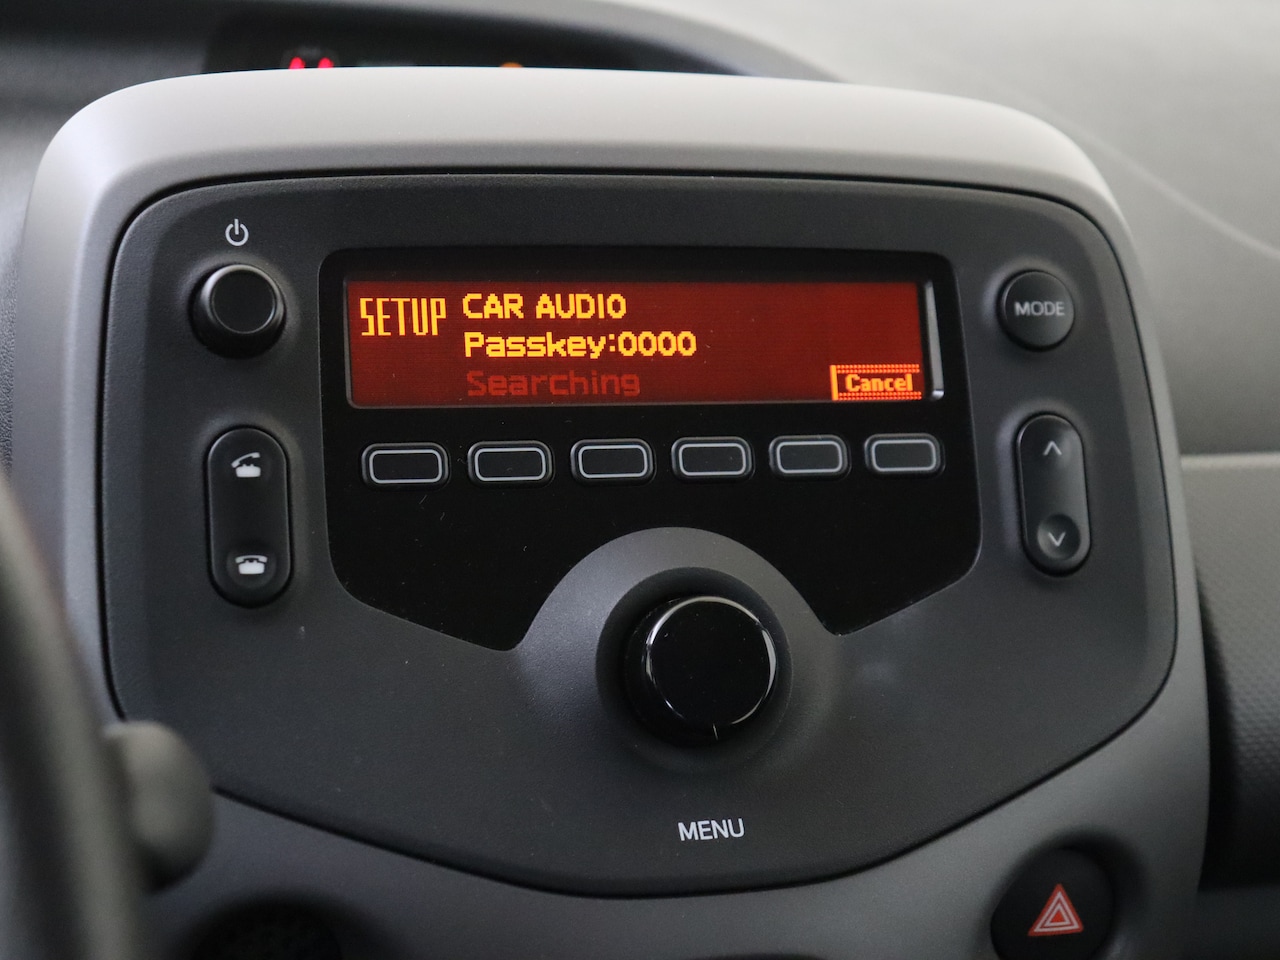 SETUP
CAR AUDIO
Passkey:0000
Searching
Cancel
MODE
MENU